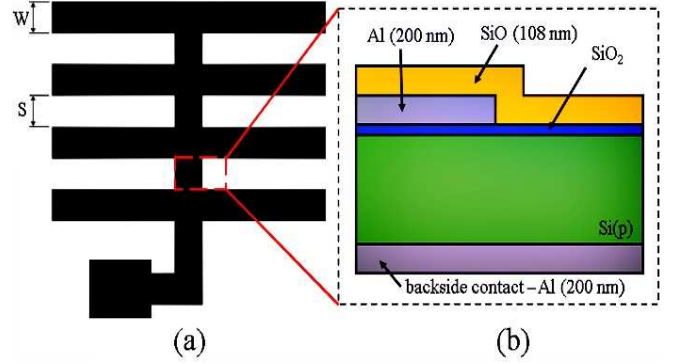 W
S
Al (200 nm)
SiO (108 nm)
SiO2
Si(p)
backside contact – Al (200 nm)
(a)
(b)